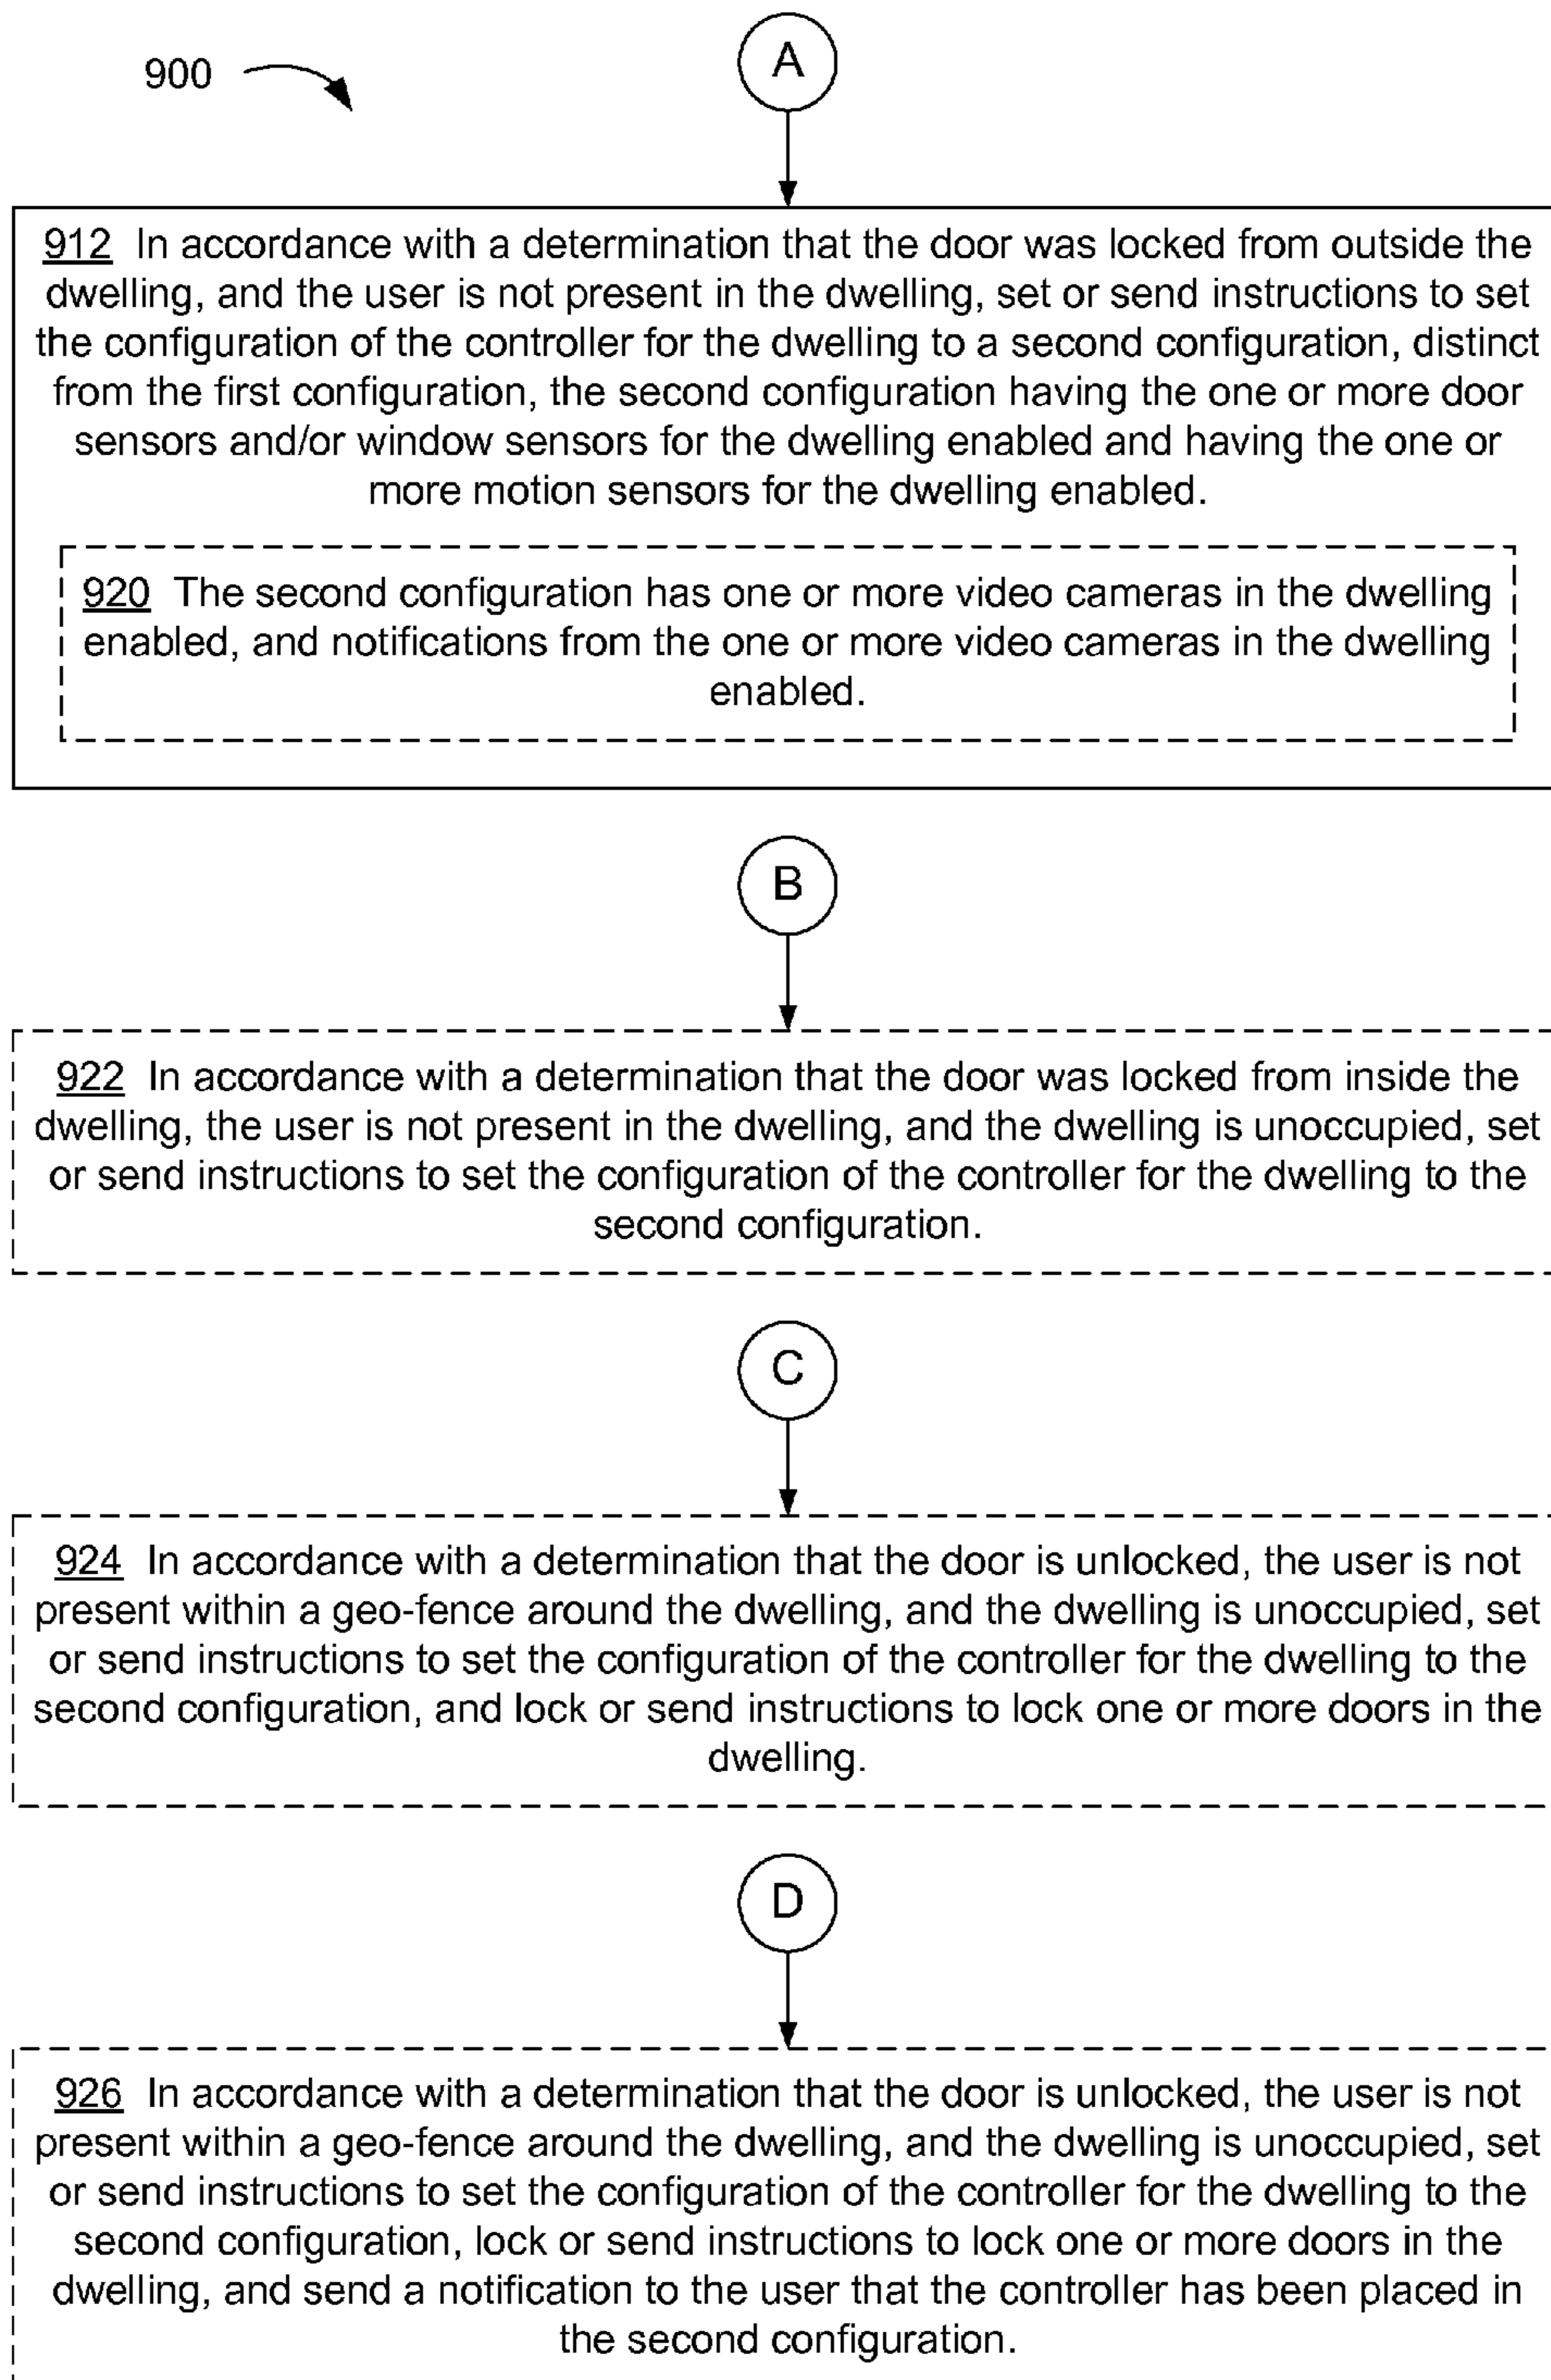 A
900
912 In accordance with a determination that the door was locked from outside the
dwelling, and the user is not present in the dwelling, set or send instructions to set
the configuration of the controller for the dwelling to a second configuration, distinct
from the first configuration, the second configuration having the one or more door
sensors and/or window sensors for the dwelling enabled and having the one or
more motion sensors for the dwelling enabled.
920 The second configuration has one or more video cameras in the dwelling
enabled, and notifications from the one or more video cameras in the dwelling
enabled.
B
922 In accordance with a determination that the door was locked from inside the
dwelling, the user is not present in the dwelling, and the dwelling is unoccupied, set
or send instructions to set the configuration of the controller for the dwelling to the
second configuration.
C
924 In accordance with a determination that the door is unlocked, the user is not
present within a geo-fence around the dwelling, and the dwelling is unoccupied, set
or send instructions to set the configuration of the controller for the dwelling to the
second configuration, and lock or send instructions to lock one or more doors in the
dwelling.
D
926 In accordance with a determination that the door is unlocked, the user is not
present within a geo-fence around the dwelling, and the dwelling is unoccupied, set
or send instructions to set the configuration of the controller for the dwelling to the
second configuration, lock or send instructions to lock one or more doors in the
dwelling, and send a notification to the user that the controller has been placed in
the second configuration.